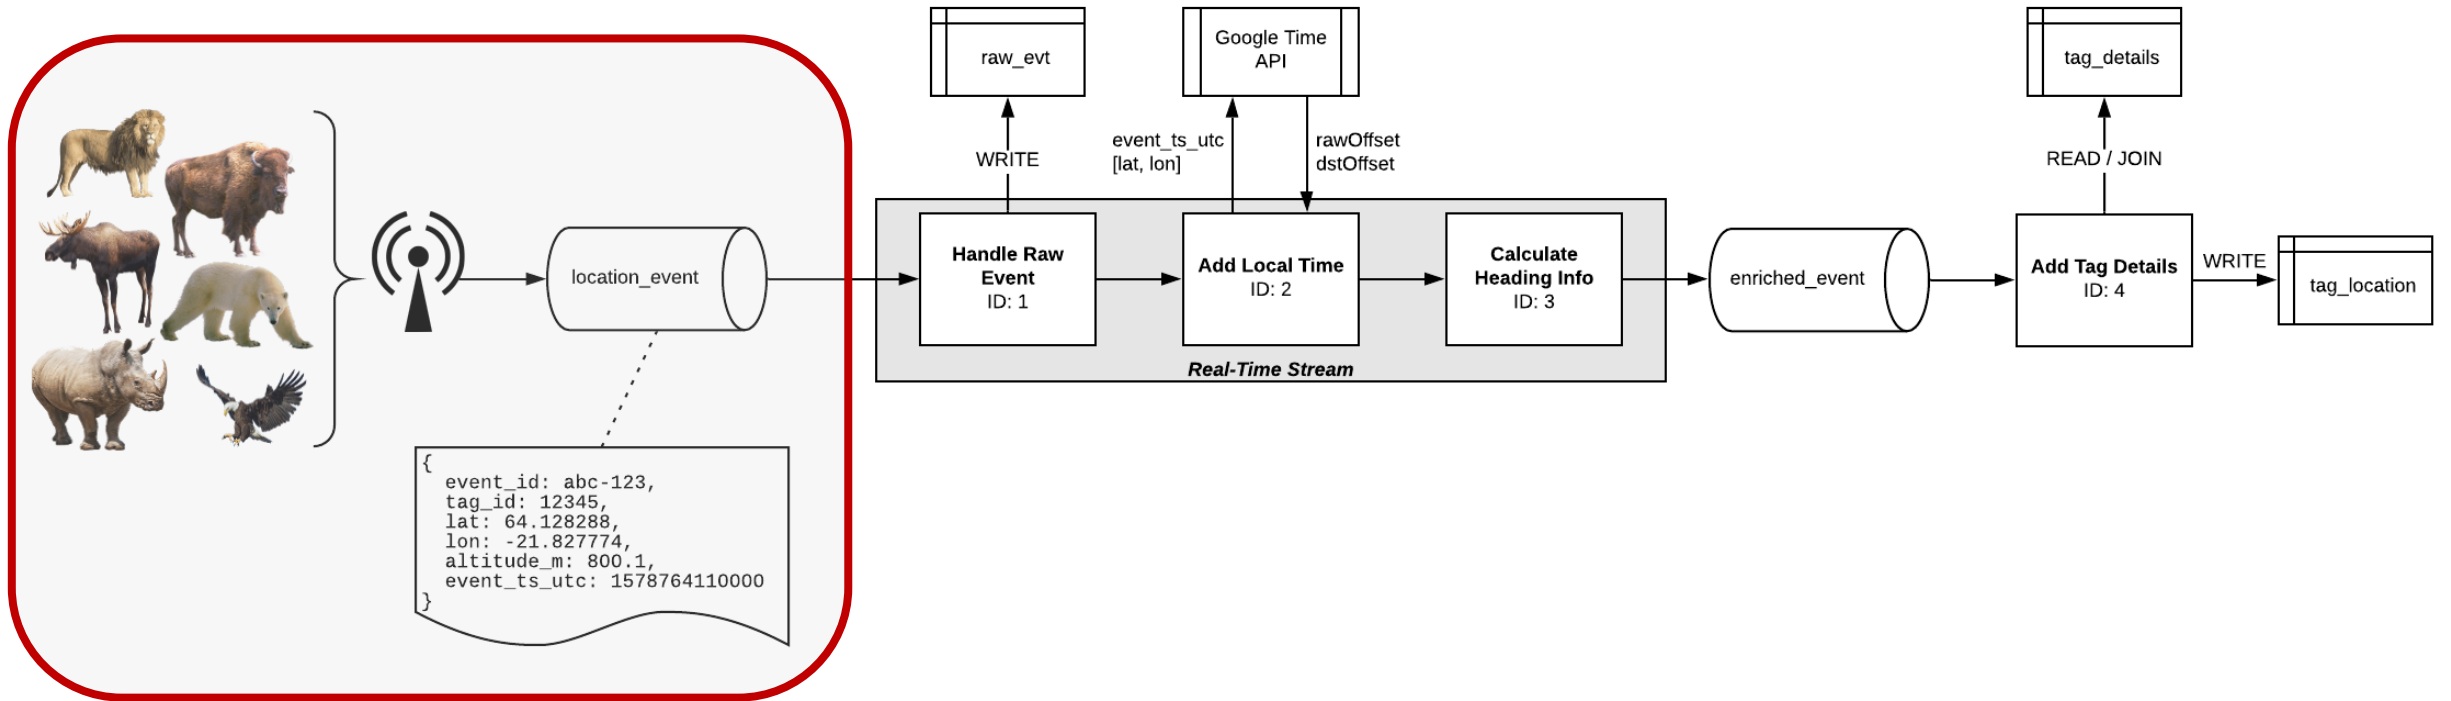 raw_evt
Google Time
API
tag_details
WRITE
event_ts_utc
[lat, lon]
rawOffset
dstOffset
READ / JOIN
location_event
Handle Raw
Event
ID: 1
Add Local Time
ID: 2
Calculate
Heading Info
ID: 3
Real-Time Stream
enriched_event
Add Tag Details
ID: 4
WRITE
tag_location
{
event_id: abc-123,
tag_id: 12345,
lat: 64.128288,
lon: -21.827774,
altitude_m: 800.1,
event_ts_utc: 1578764110000
}